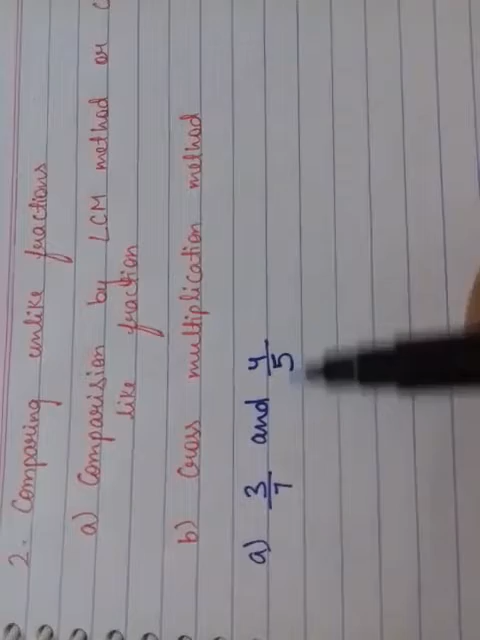 2. Comparing unlike fractions
a) Comparision by LCM method or
like fraction
b) Cross multiplication method
a) 3/7 and 4/5